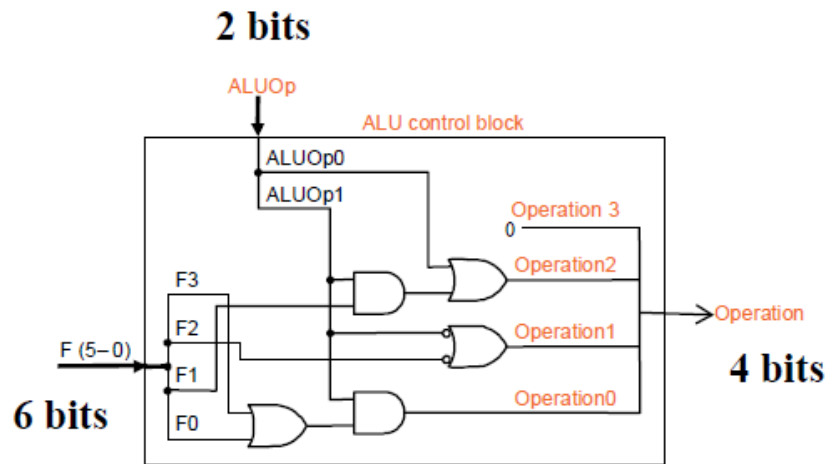 2 bits
ALUOp
ALU control block
ALUOp0
ALUOp1
Operation 3
0
Operation2
F3
F2
Operation1
Operation
F (5–0)
F1
4 bits
6 bits
F0
Operation0